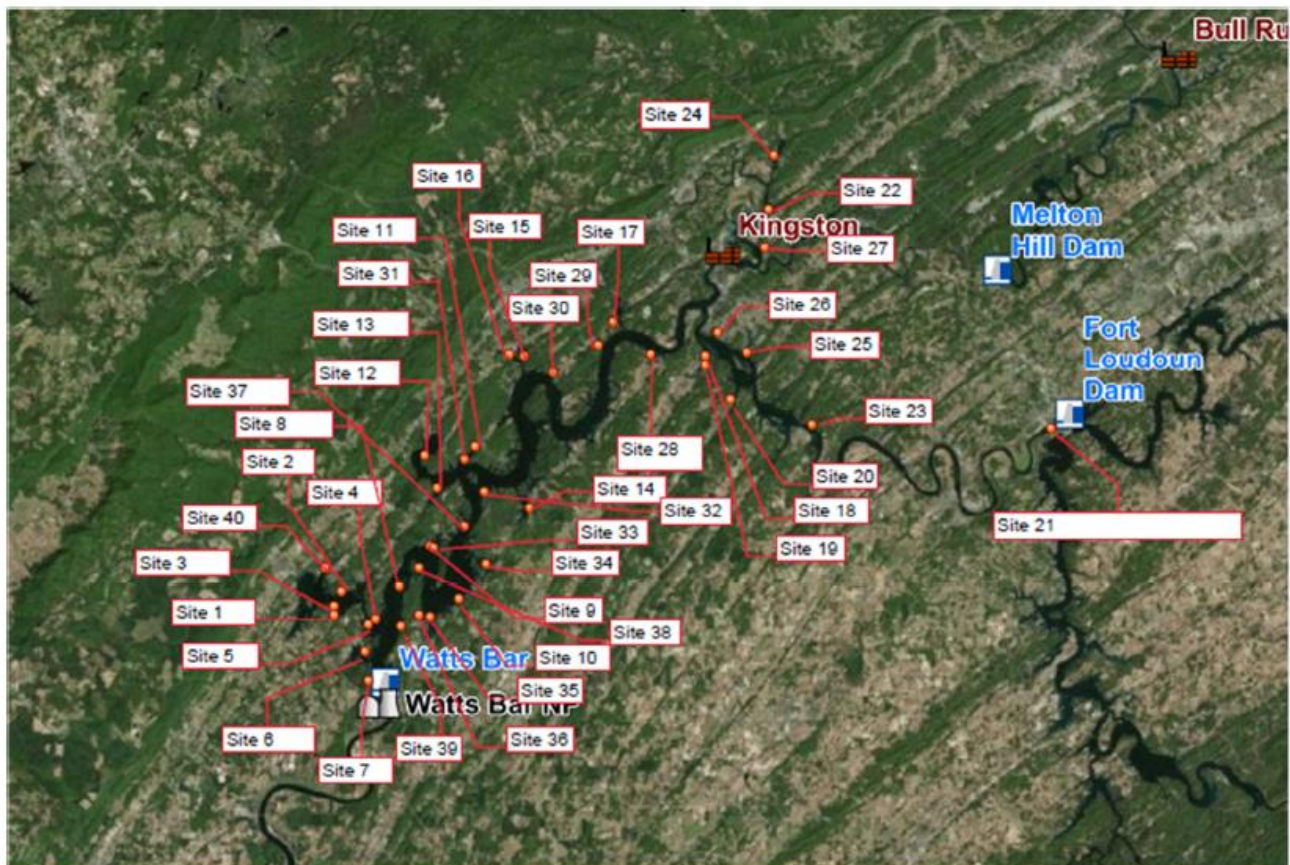 Bull Ru
Site 24
Site 16
Site 22
Site 15
Site 17
Kingston
Melton
Hill Dam
Site 11
Site 27
Site 31
Site 29
Site 30
Site 13
Site 26
Fort
Loudoun
Dam
Site 12
Site 25
Site 37
Site 8
Site 23
Site 2
Site 28
Site 4
Site 14
Site 20
Site 40
Site 32
Site 18
Site 21
Site 33
Site 19
Site 3
Site 34
Site 1
Site 9
Site 38
Site 5
Site 10
Watts Bar
Site 35
Watts Bar NP
Site 6
Site 39
Site 36
Site 7